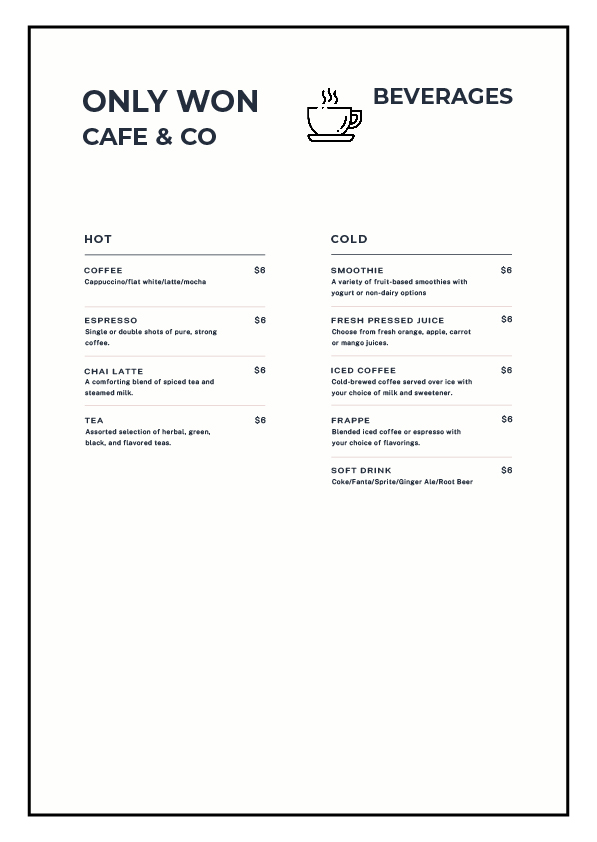 ONLY WON
CAFE & CO
BEVERAGES
HOT
COFFEE $6
Cappuccino/flat white/latte/mocha
ESPRESSO $6
Single or double shots of pure, strong
coffee.
CHAI LATTE $6
A comforting blend of spiced tea and
steamed milk.
TEA $6
Assorted selection of herbal, green,
black, and flavored teas.
COLD
SMOOTHIE $6
A variety of fruit-based smoothies with
yogurt or non-dairy options
FRESH PRESSED JUICE $6
Choose from fresh orange, apple, carrot
or mango juices.
ICED COFFEE $6
Cold-brewed coffee served over ice with
your choice of milk and sweetener.
FRAPPE $6
Blended iced coffee or espresso with
your choice of flavorings.
SOFT DRINK $6
Coke/Fanta/Sprite/Ginger Ale/Root Beer